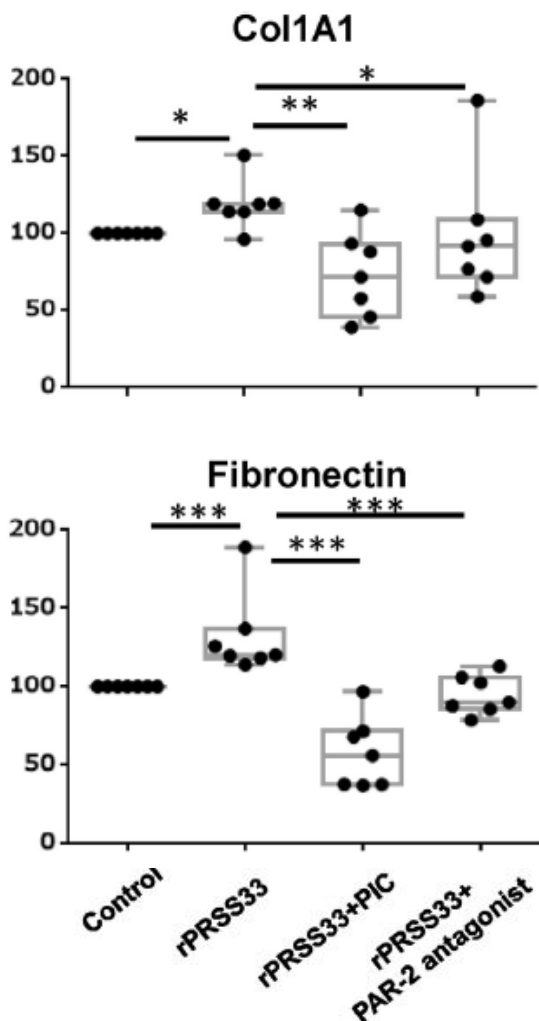 Col1A1
200
*
*
**
150
100
50
0
Fibronectin
200
***
***
***
150
100
50
0
Control
rPRSS33
rPRSS33+PIC
rPRSS33+
PAR-2 antagonist